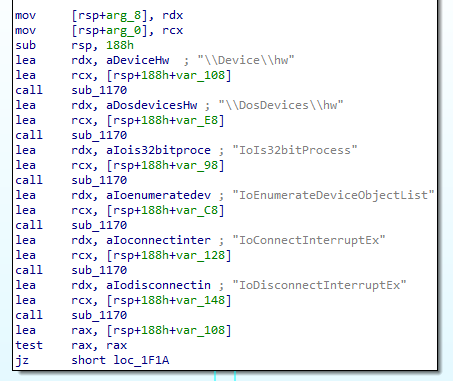 mov [rsp+arg_8], rdx
mov [rsp+arg_0], rcx
sub rsp, 188h
lea rdx, aDeviceHw ; "\\Device\\hw"
lea rcx, [rsp+188h+var_108]
call sub_1170
lea rdx, aDosdevicesHw ; "\\DosDevices\\hw"
lea rcx, [rsp+188h+var_E8]
call sub_1170
lea rdx, aIois32bitproce ; "IoIs32bitProcess"
lea rcx, [rsp+188h+var_98]
call sub_1170
lea rdx, aIoenumeratedev ; "IoEnumerateDeviceObjectList"
lea rcx, [rsp+188h+var_C8]
call sub_1170
lea rdx, aIoconnectinter ; "IoConnectInterruptEx"
lea rcx, [rsp+188h+var_128]
call sub_1170
lea rdx, aIodisconnectin ; "IoDisconnectInterruptEx"
lea rcx, [rsp+188h+var_148]
call sub_1170
lea rax, [rsp+188h+var_108]
test rax, rax
jz short loc_1F1A